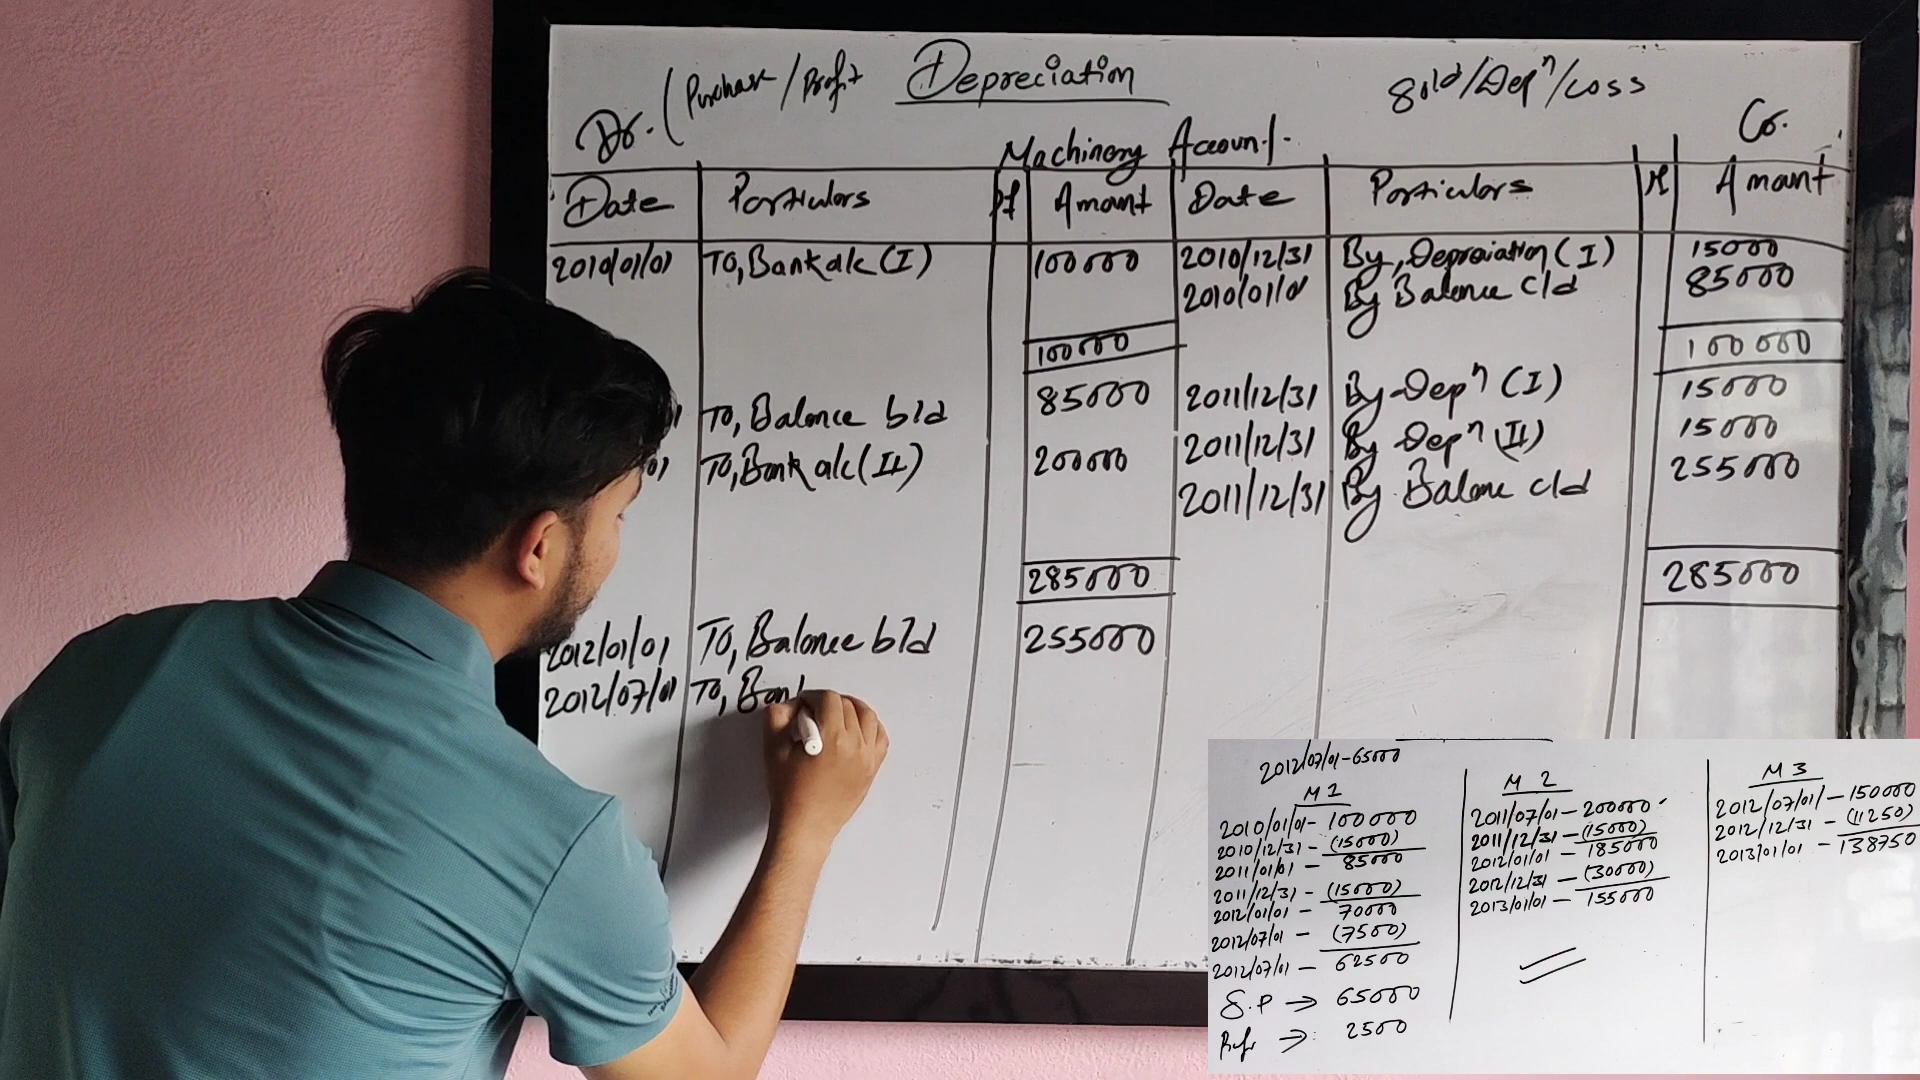 (Purchase/Profit Depreciation Sold/Depⁿ/Loss
Dr. Machinery Account. Cr.
Date Particulars Amount Date Particulars Amount
2010/01/01 TO, Bank a/c (I) 100000 2010/12/31 By, Depreciation (I) 15000
2010/01/01 By Balance c/d 85000
100000 100000
TO, Balance b/d 85000 2011/12/31 By Depⁿ (I) 15000
01 TO, Bank a/c (II) 200000 2011/12/31 By Depⁿ (II) 15000
2011/12/31 By Balance c/d 255000
285000 285000
2012/01/01 TO, Balance b/d 255000
2012/07/01 TO, Bank
2012/07/01-65000
M 1
2010/01/01- 100000
2010/12/31 - (15000)
2011/01/01 - 85000
2011/12/31 - (15000)
2012/01/01 - 70000
2012/07/01 - (7500)
2012/07/01 - 62500
S.P → 65000
Profit → 2500
M 2
2011/07/01 - 200000
2011/12/31 - (15000)
2012/01/01 - 185000
2012/12/31 - (30000)
2013/01/01 - 155000
M 3
2012/07/01 - 150000
2012/12/31 - (11250)
2013/01/01 - 138750